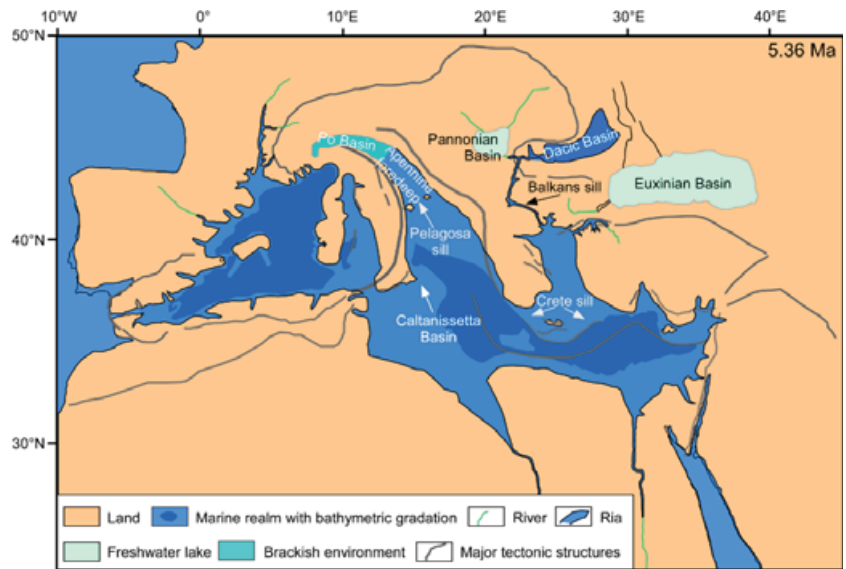 10°W 0° 10°E 20°E 30°E 40°E
50°N
5.36 Ma
Po Basin
Apennine
foredeep
Pannonian
Basin
Dacic Basin
Balkans sill
Euxinian Basin
40°N
Pelagosa
sill
Crete sill
Caltanissetta
Basin
30°N
Land
Marine realm with bathymetric gradation
River
Ria
Freshwater lake
Brackish environment
Major tectonic structures